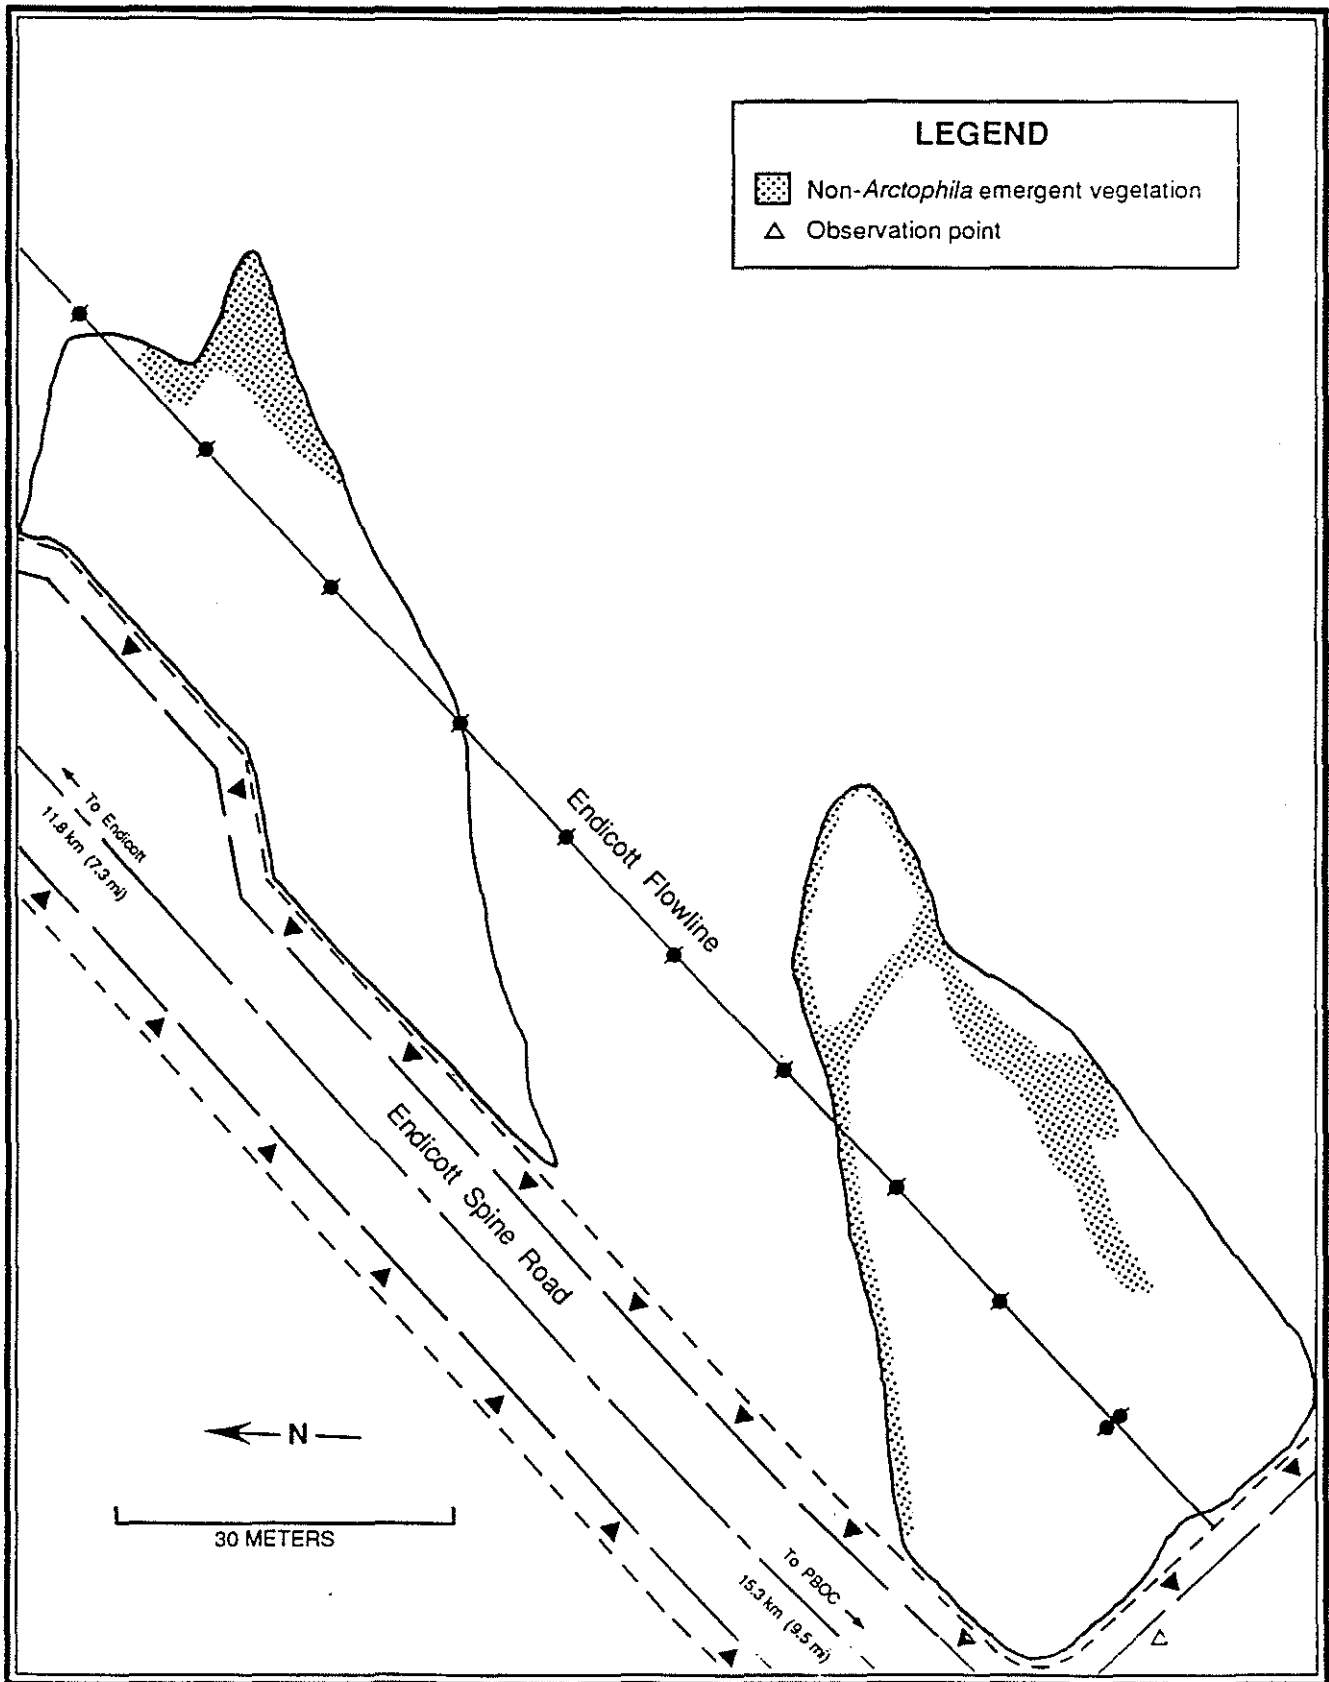 LEGEND
Non-Arctophila emergent vegetation
Observation point
Endicott Flowline
To Endicott
11.8 km (7.3 mi)
Endicott Spine Road
N
30 METERS
To PBOC
15.3 km (9.5 mi)